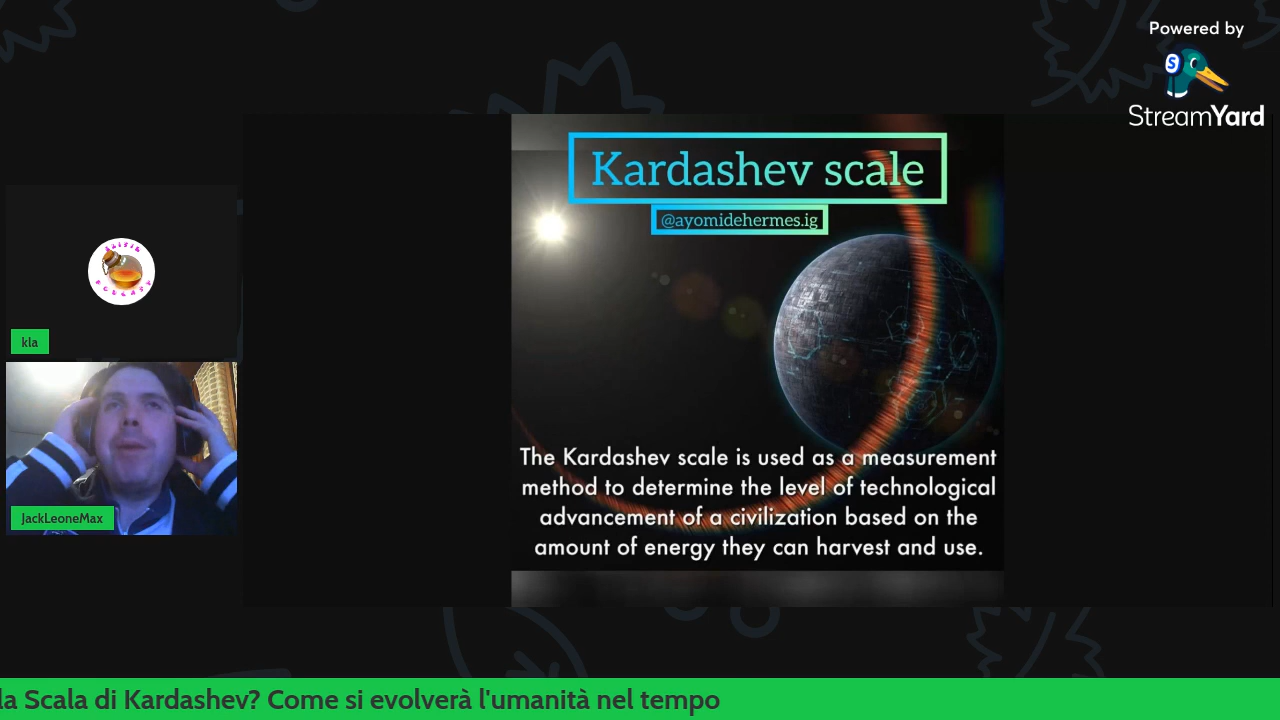 Powered by
StreamYard
Kardashev scale
@ayomidehermes.ig
kla
JackLeoneMax
The Kardashev scale is used as a measurement
method to determine the level of technological
advancement of a civilization based on the
amount of energy they can harvest and use.
la Scala di Kardashev? Come si evolverà l'umanità nel tempo